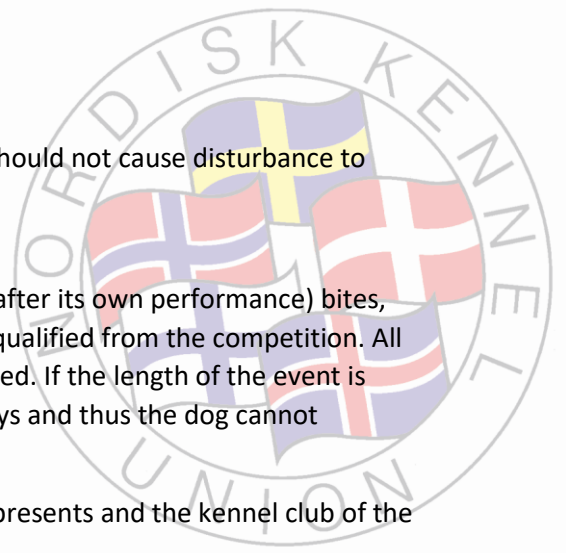 NORDISK KENNEL UNION
hould not cause disturbance to
after its own performance) bites,
qualified from the competition. All
ed. If the length of the event is
ys and thus the dog cannot
presents and the kennel club of the